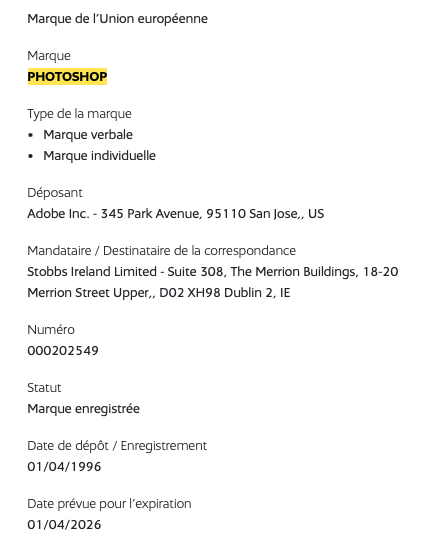 Marque de l'Union européenne
Marque
PHOTOSHOP
Type de la marque
• Marque verbale
• Marque individuelle
Déposant
Adobe Inc. - 345 Park Avenue, 95110 San Jose,, US
Mandataire / Destinataire de la correspondance
Stobbs Ireland Limited - Suite 308, The Merrion Buildings, 18-20
Merrion Street Upper,, D02 XH98 Dublin 2, IE
Numéro
000202549
Statut
Marque enregistrée
Date de dépôt / Enregistrement
01/04/1996
Date prévue pour l'expiration
01/04/2026